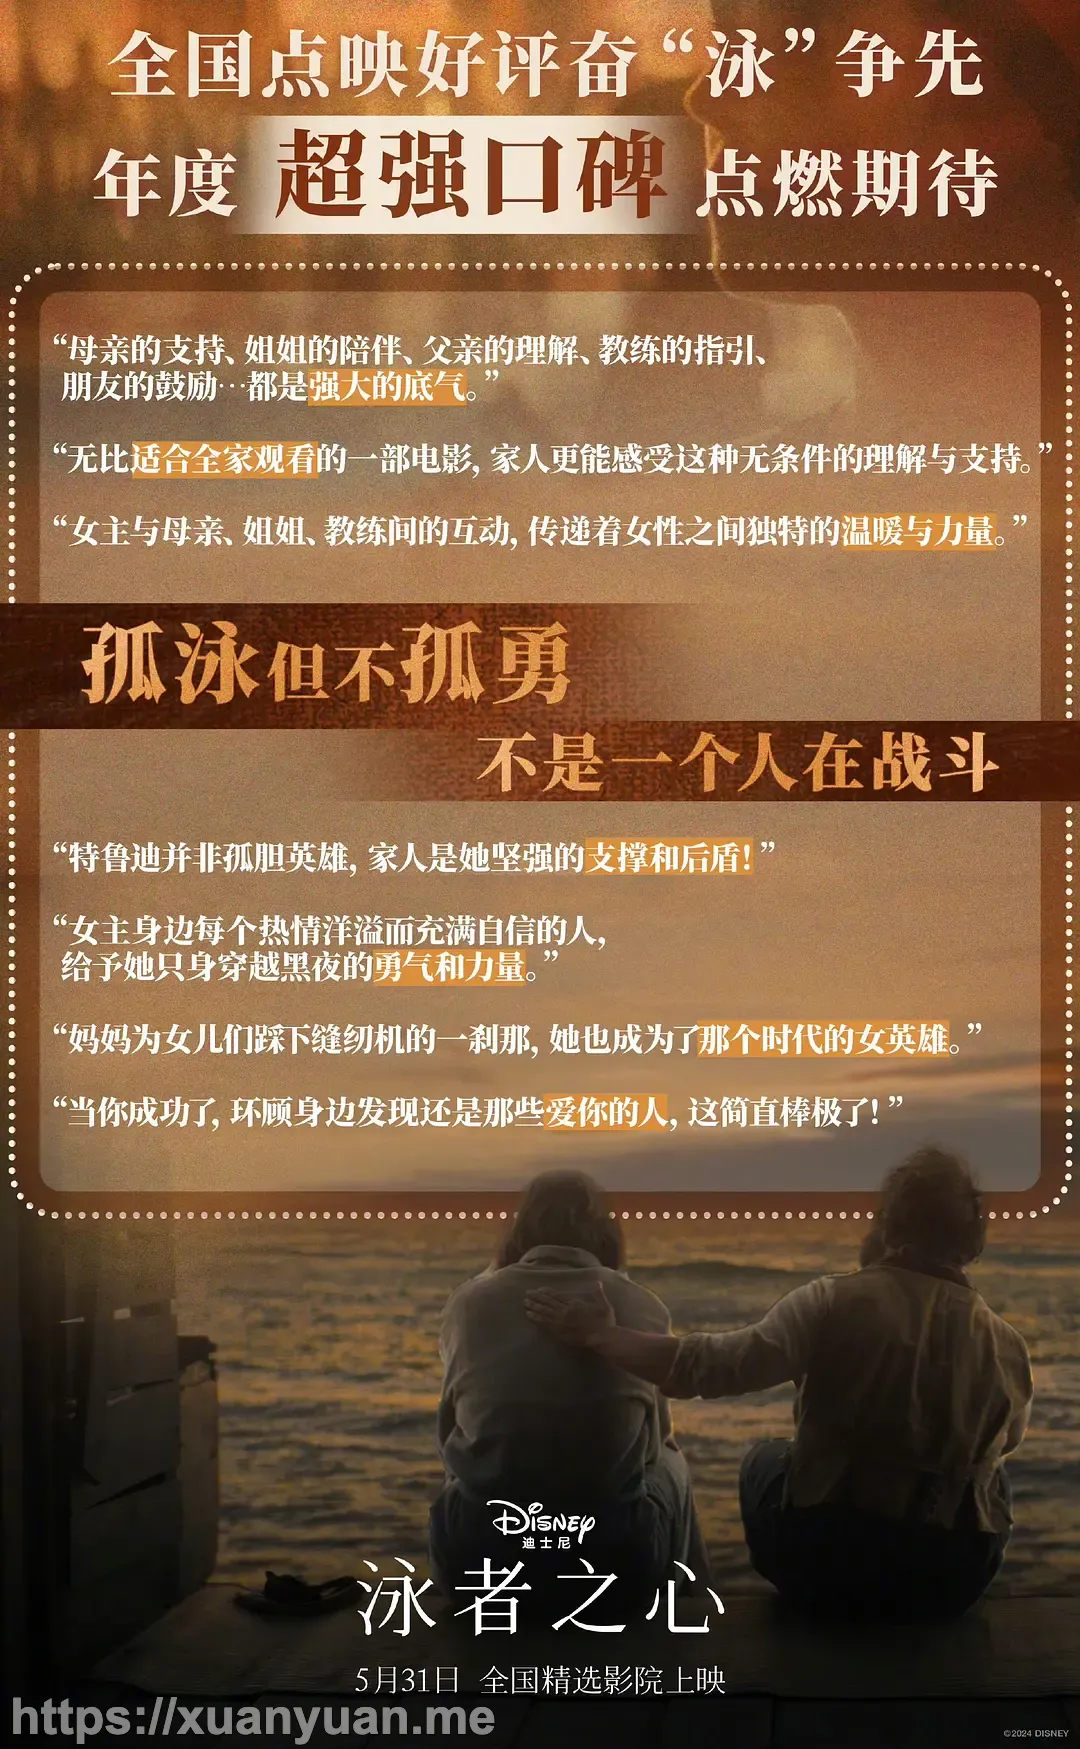 全国点映好评奋“泳”争先
年度 超强口碑 点燃期待
“母亲的支持、姐姐的陪伴、父亲的理解、教练的指引、
朋友的鼓励…都是强大的底气。”
“无比适合全家观看的一部电影, 家人更能感受这种无条件的理解与支持。”
“女主与母亲、姐姐、教练间的互动, 传递着女性之间独特的温暖与力量。”
孤泳但不孤勇
不是一个人在战斗
“特鲁迪并非孤胆英雄, 家人是她坚强的支撑和后盾! ”
“女主身边每个热情洋溢而充满自信的人,
给予她只身穿越黑夜的勇气和力量。”
“妈妈为女儿们踩下缝纫机的一刹那, 她也成为了那个时代的女英雄。”
“当你成功了, 环顾身边发现还是那些爱你的人, 这简直棒极了! ”
Disney
迪士尼
泳者之心
5月31日 全国精选影院上映
https://xuanyuan.me
©2024 DISNEY